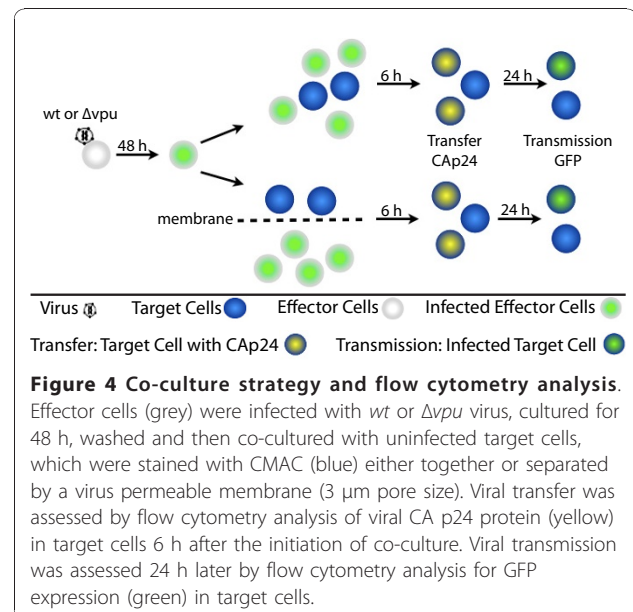 wt or Δvpu
48 h
6 h
24 h
Transfer
CAp24
Transmission
GFP
membrane
6 h
24 h
Virus Target Cells Effector Cells Infected Effector Cells
Transfer: Target Cell with CAp24 Transmission: Infected Target Cell
Figure 4 Co-culture strategy and flow cytometry analysis.
Effector cells (grey) were infected with wt or Δvpu virus, cultured for
48 h, washed and then co-cultured with uninfected target cells,
which were stained with CMAC (blue) either together or separated
by a virus permeable membrane (3 μm pore size). Viral transfer was
assessed by flow cytometry analysis of viral CA p24 protein (yellow)
in target cells 6 h after the initiation of co-culture. Viral transmission
was assessed 24 h later by flow cytometry analysis for GFP
expression (green) in target cells.